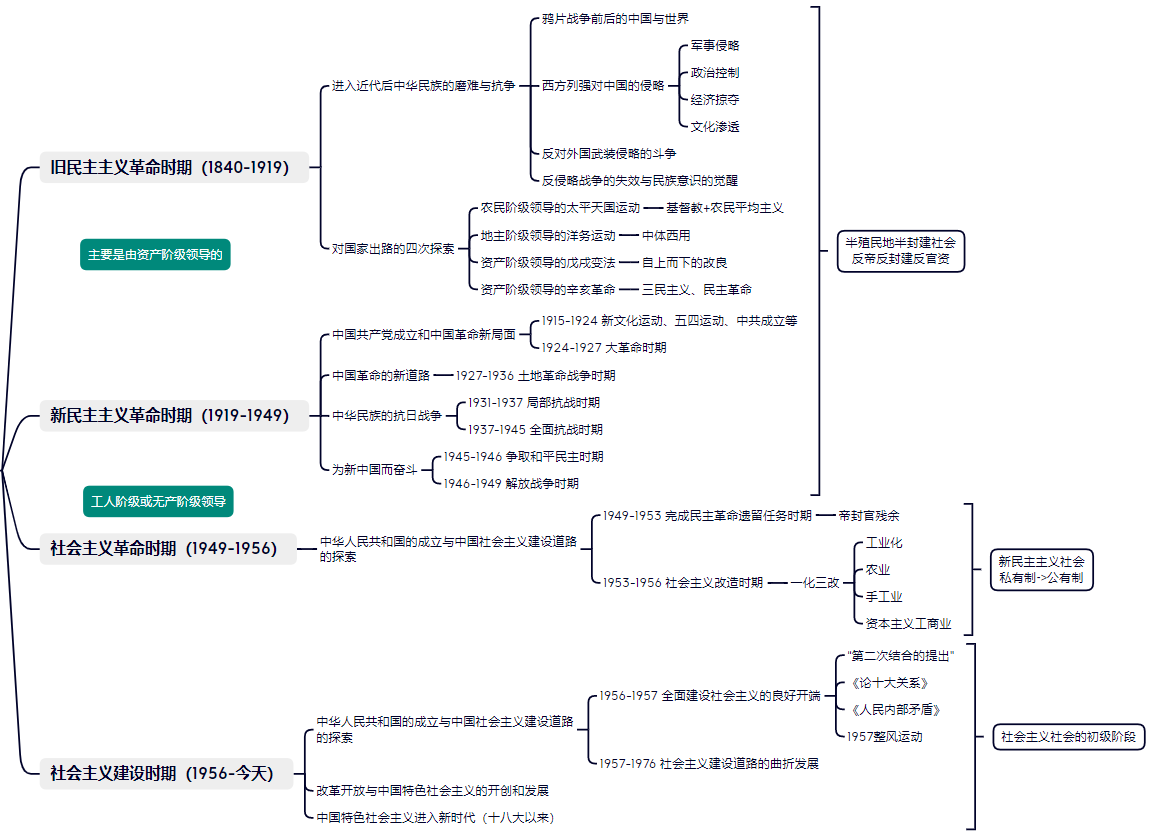 旧民主主义革命时期（1840-1919）
主要是由资产阶级领导的
进入近代后中华民族的磨难与抗争
鸦片战争前后的中国与世界
西方列强对中国的侵略
军事侵略
政治控制
经济掠夺
文化渗透
反对外国武装侵略的斗争
反侵略战争的失效与民族意识的觉醒
对国家出路的四次探索
农民阶级领导的太平天国运动
基督教+农民平均主义
地主阶级领导的洋务运动
中体西用
资产阶级领导的戊戌变法
自上而下的改良
资产阶级领导的辛亥革命
三民主义、民主革命
新民主主义革命时期（1919-1949）
工人阶级或无产阶级领导
中国共产党成立和中国革命新局面
1915-1924 新文化运动、五四运动、中共成立等
1924-1927 大革命时期
中国革命的新道路
1927-1936 土地革命战争时期
中华民族的抗日战争
1931-1937 局部抗战时期
1937-1945 全面抗战时期
为新中国而奋斗
1945-1946 争取和平民主时期
1946-1949 解放战争时期
半殖民地半封建社会
反帝反封建反官资
社会主义革命时期（1949-1956）
中华人民共和国的成立与中国社会主义建设道路
的探索
1949-1953 完成民主革命遗留任务时期
帝封官残余
1953-1956 社会主义改造时期
一化三改
工业化
农业
手工业
资本主义工商业
新民主主义社会
私有制->公有制
社会主义建设时期（1956-今天）
中华人民共和国的成立与中国社会主义建设道路
的探索
1956-1957 全面建设社会主义的良好开端
"第二次结合的提出"
《论十大关系》
《人民内部矛盾》
1957整风运动
1957-1976 社会主义建设道路的曲折发展
改革开放与中国特色社会主义的开创和发展
中国特色社会主义进入新时代（十八大以来）
社会主义社会的初级阶段